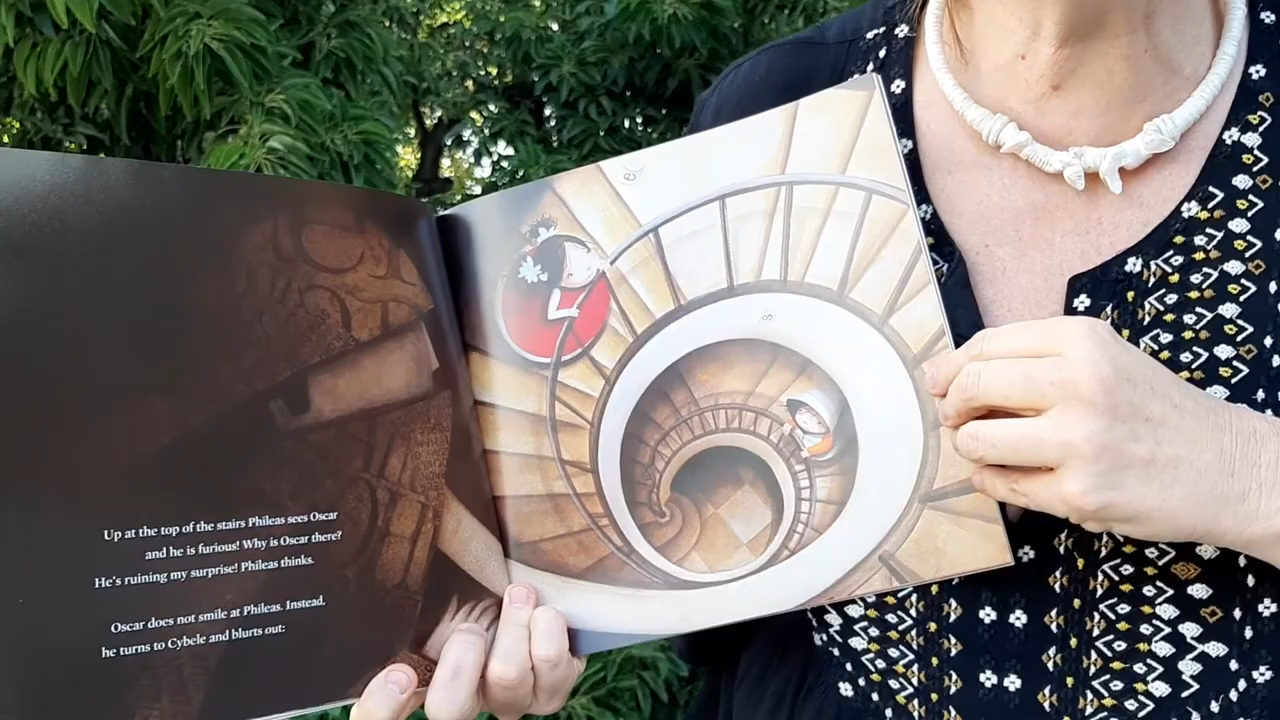 Up at the top of the stairs Phileas sees Oscar
and he is furious! Why is Oscar there?
He's ruining my surprise! Phileas thinks.
Oscar does not smile at Phileas. Instead,
he turns to Cybele and blurts out: